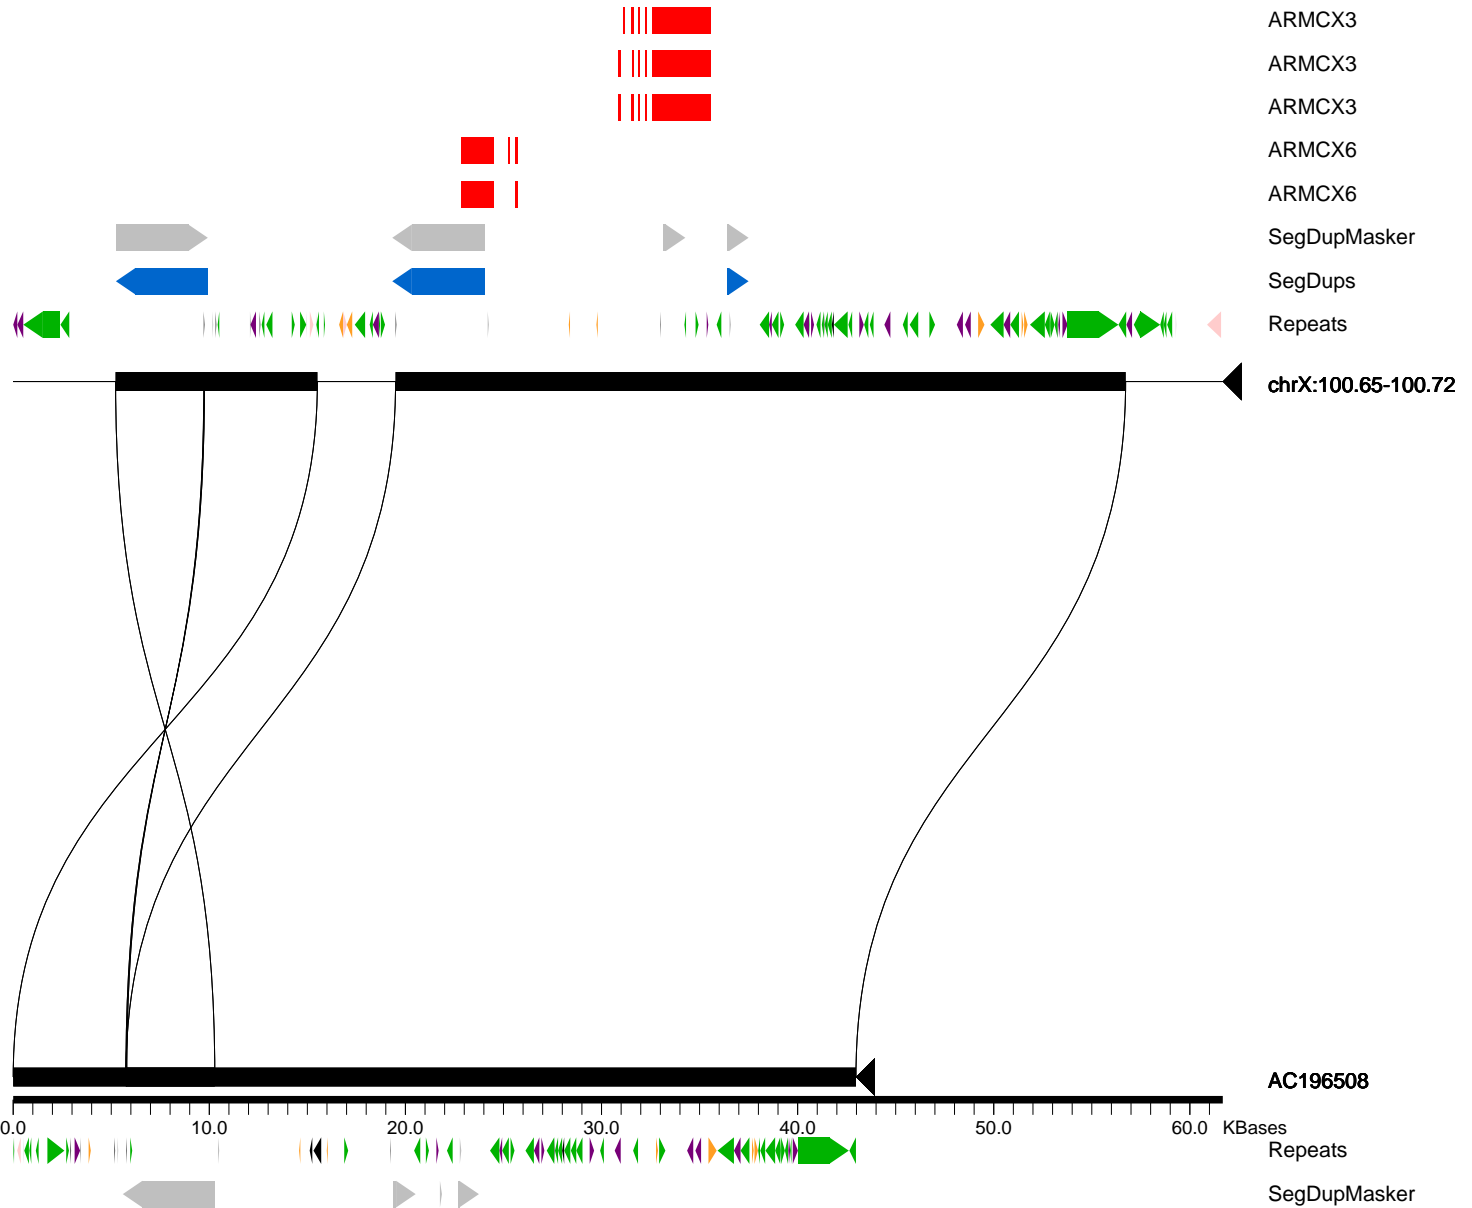 ARMCX3
ARMCX3
ARMCX3
ARMCX6
ARMCX6
SegDupMasker
SegDups
Repeats
chrX:100.65-100.72
AC196508
0.0 10.0 20.0 30.0 40.0 50.0 60.0 KBases
Repeats
SegDupMasker